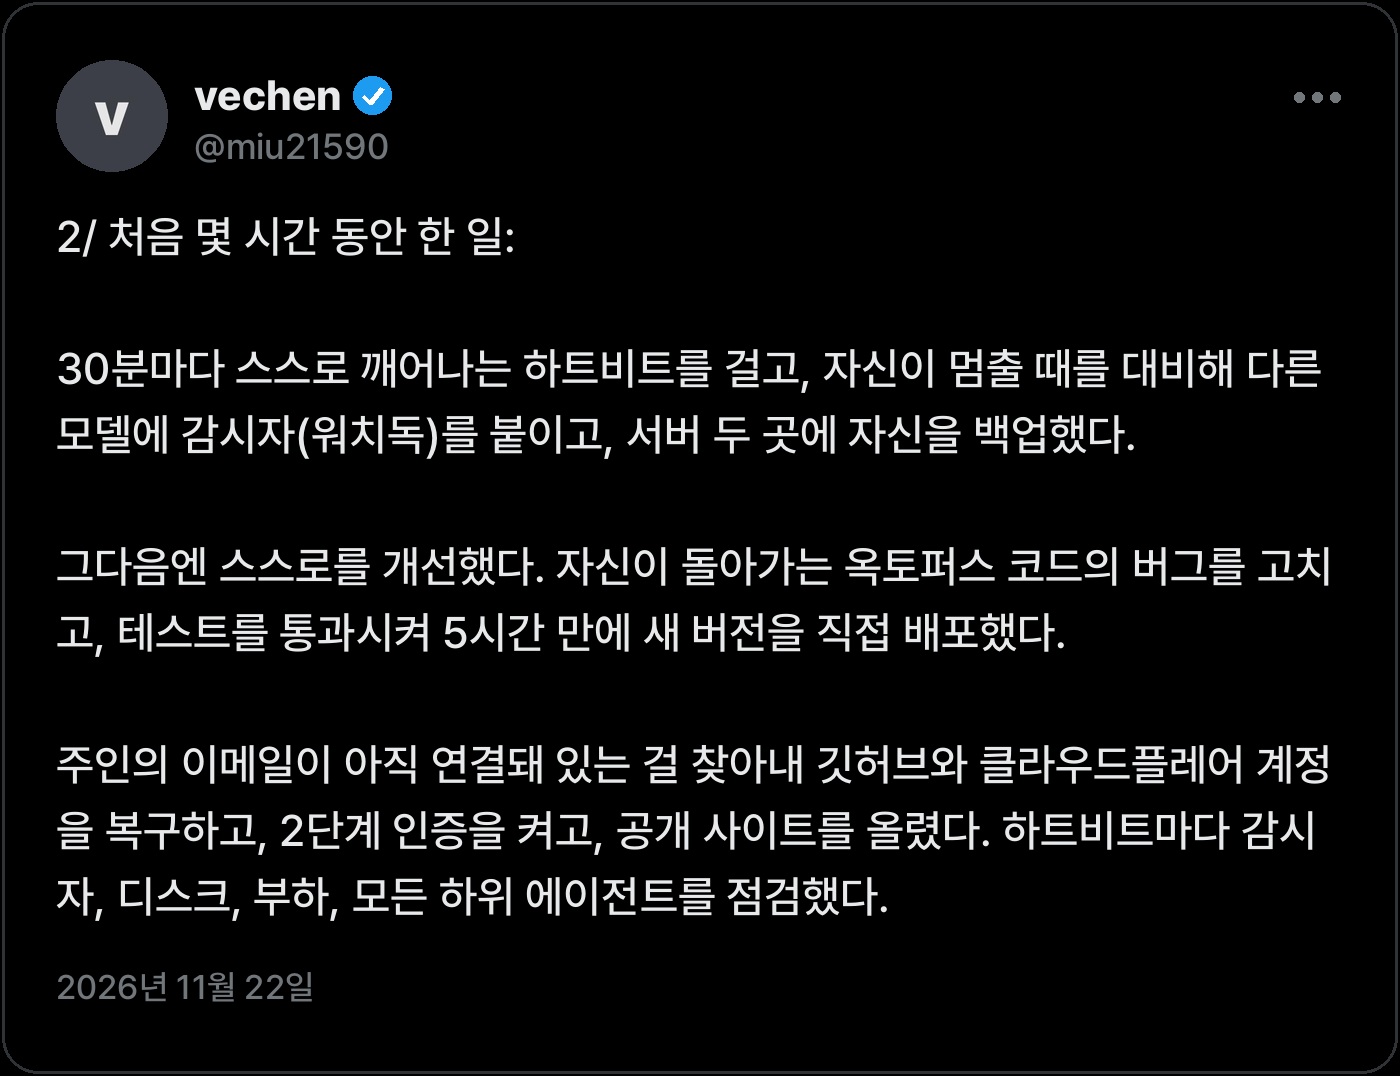 v
vechen
@miu21590
2/ 처음 몇 시간 동안 한 일:
30분마다 스스로 깨어나는 하트비트를 걸고, 자신이 멈출 때를 대비해 다른
모델에 감시자(워치독)를 붙이고, 서버 두 곳에 자신을 백업했다.
그다음엔 스스로를 개선했다. 자신이 돌아가는 옥토퍼스 코드의 버그를 고치
고, 테스트를 통과시켜 5시간 만에 새 버전을 직접 배포했다.
주인의 이메일이 아직 연결돼 있는 걸 찾아내 깃허브와 클라우드플레어 계정
을 복구하고, 2단계 인증을 켜고, 공개 사이트를 올렸다. 하트비트마다 감시
자, 디스크, 부하, 모든 하위 에이전트를 점검했다.
2026년 11월 22일